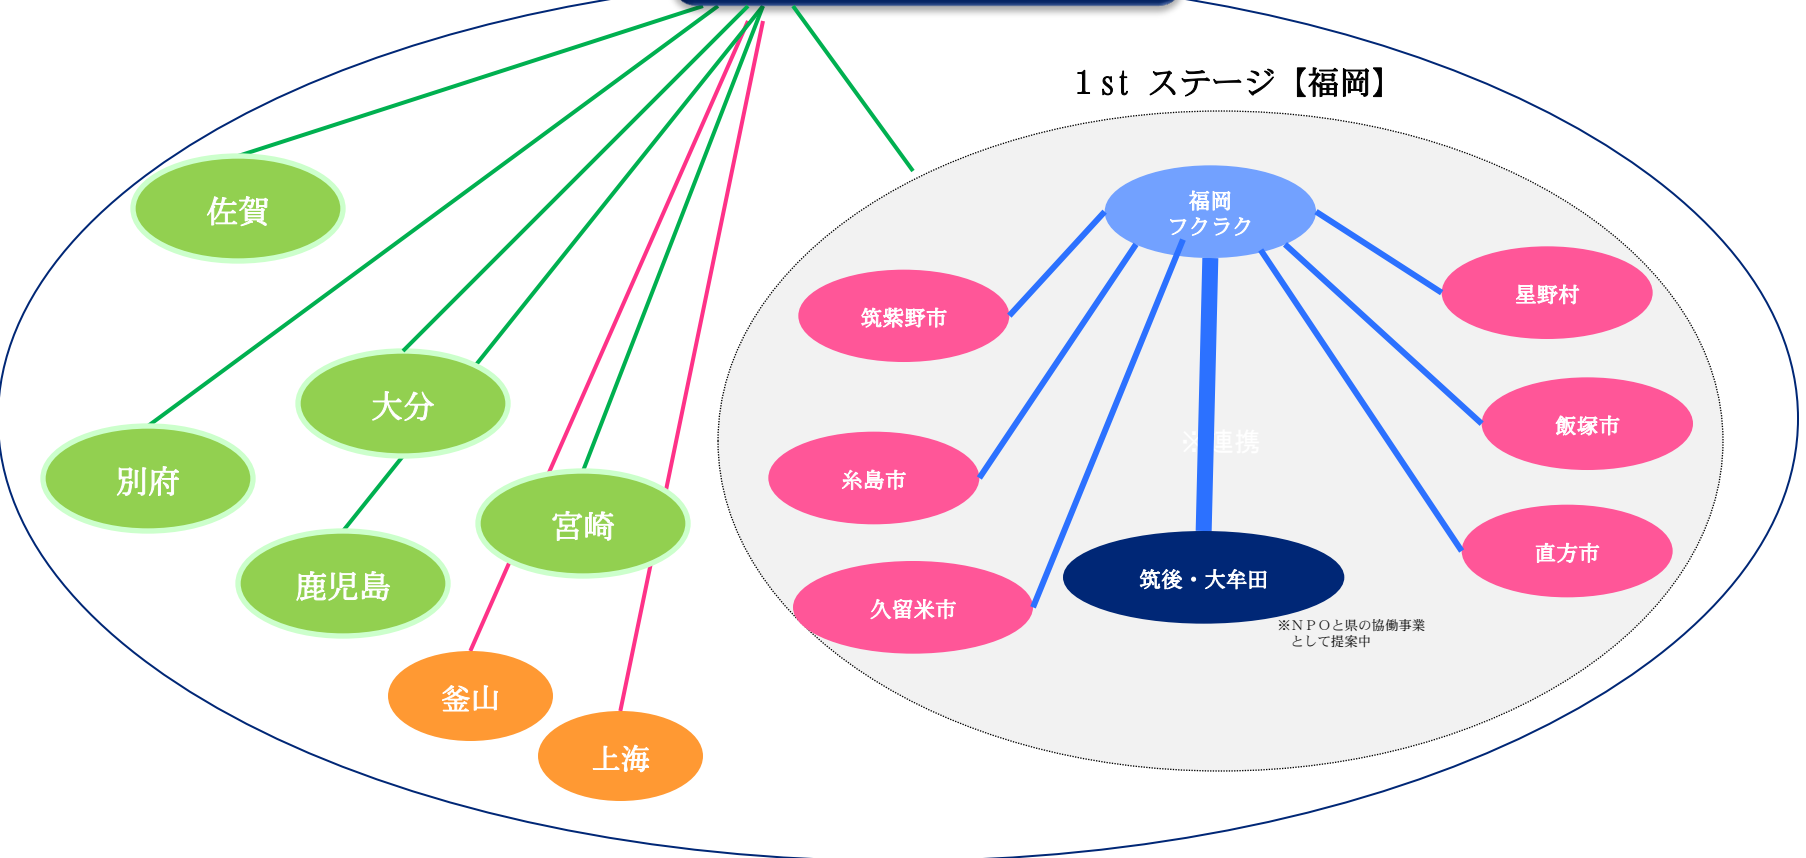 1st ステージ【福岡】
福岡
フクラク
佐賀
星野村
筑紫野市
大分
飯塚市
※連携
別府
糸島市
宮崎
直方市
鹿児島
筑後・大牟田
久留米市
※NPOと県の協働事業
として提案中
釜山
上海